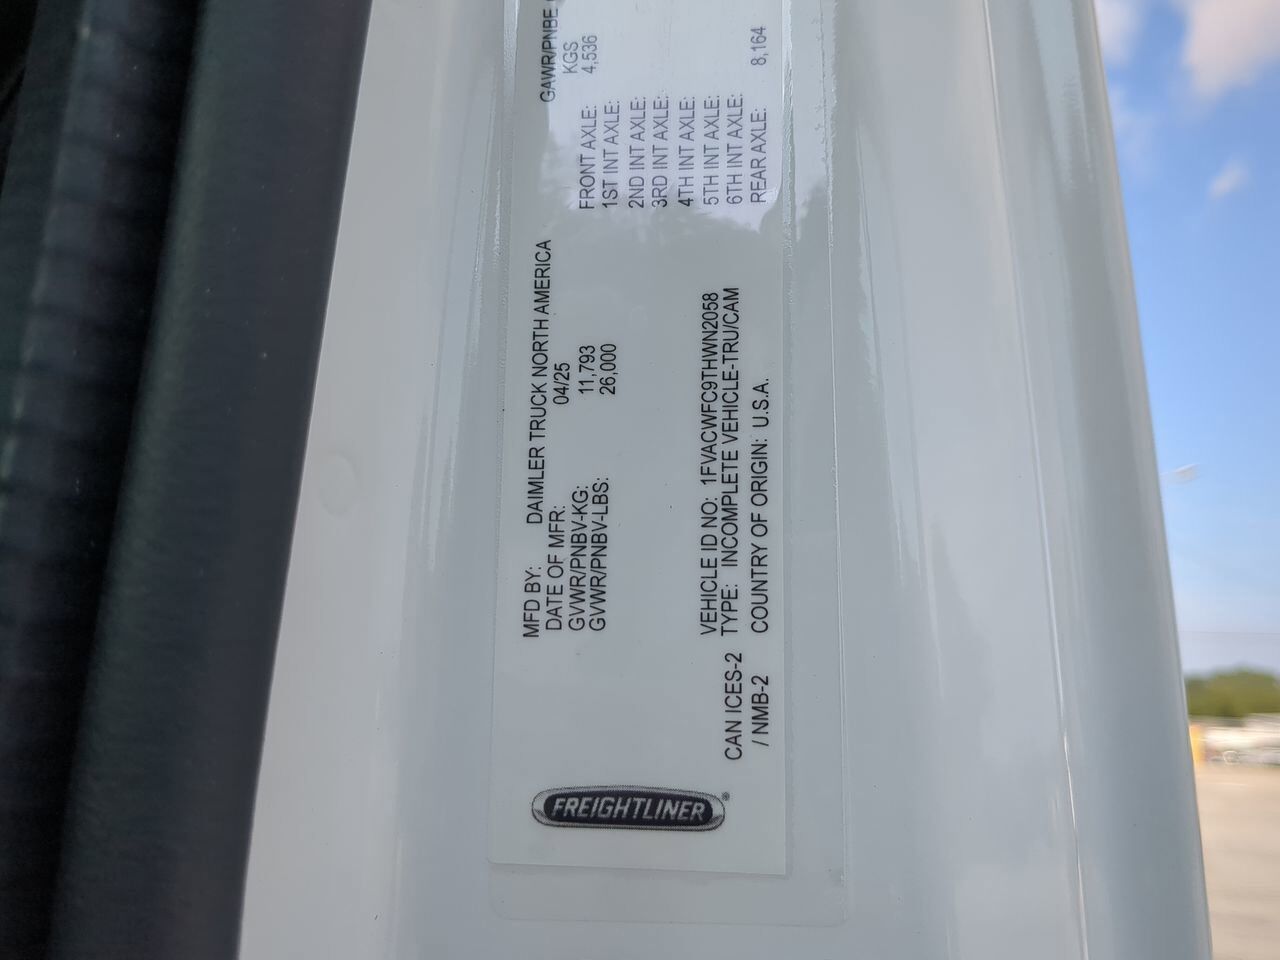 FREIGHTLINER®
MFD BY: DAIMLER TRUCK NORTH AMERICA
DATE OF MFR: 04/25
GVWR/PNBV-KG: 11,793
GVWR/PNBV-LBS: 26,000
CAN ICES-2
/ NMB-2
VEHICLE ID NO: 1FVACWFC9THWN2058
TYPE: INCOMPLETE VEHICLE-TRU/CAM
COUNTRY OF ORIGIN: U.S.A.
GAWR/PNBE
KGS
FRONT AXLE: 4,536
1ST INT AXLE:
2ND INT AXLE:
3RD INT AXLE:
4TH INT AXLE:
5TH INT AXLE:
6TH INT AXLE:
REAR AXLE: 8,164